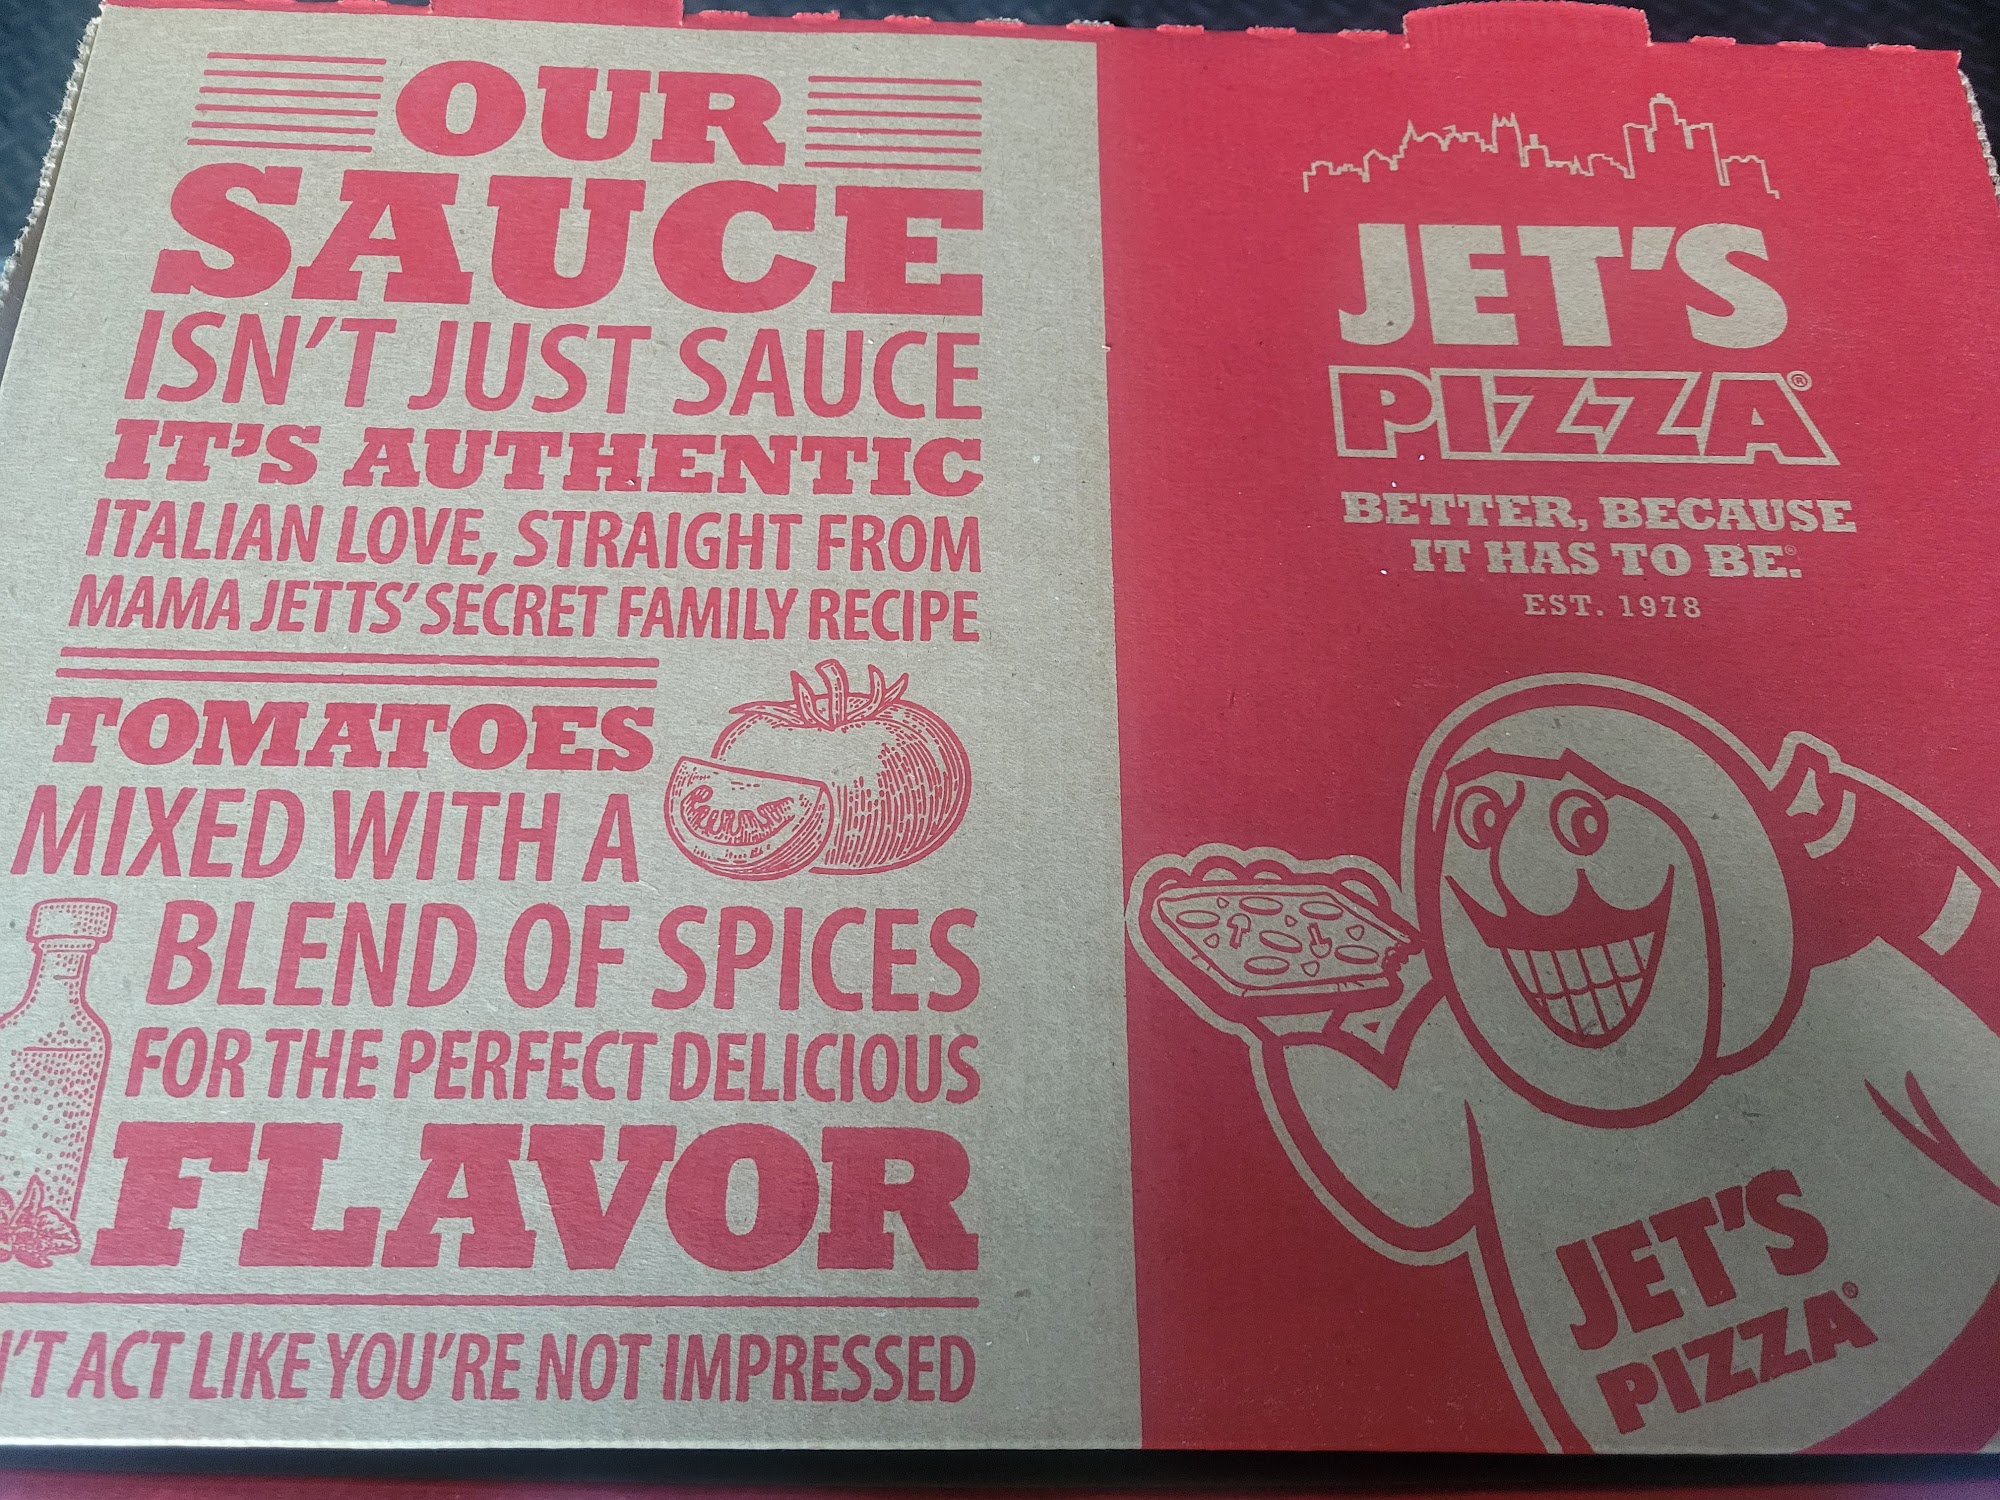 OUR
SAUCE
ISN'T JUST SAUCE
IT'S AUTHENTIC
ITALIAN LOVE, STRAIGHT FROM
MAMA JETTS' SECRET FAMILY RECIPE
TOMATOES
MIXED WITH A
BLEND OF SPICES
FOR THE PERFECT DELICIOUS
FLAVOR
N'T ACT LIKE YOU'RE NOT IMPRESSED
JET'S
PIZZA®
BETTER, BECAUSE
IT HAS TO BE.®
EST. 1978
JET'S
PIZZA®